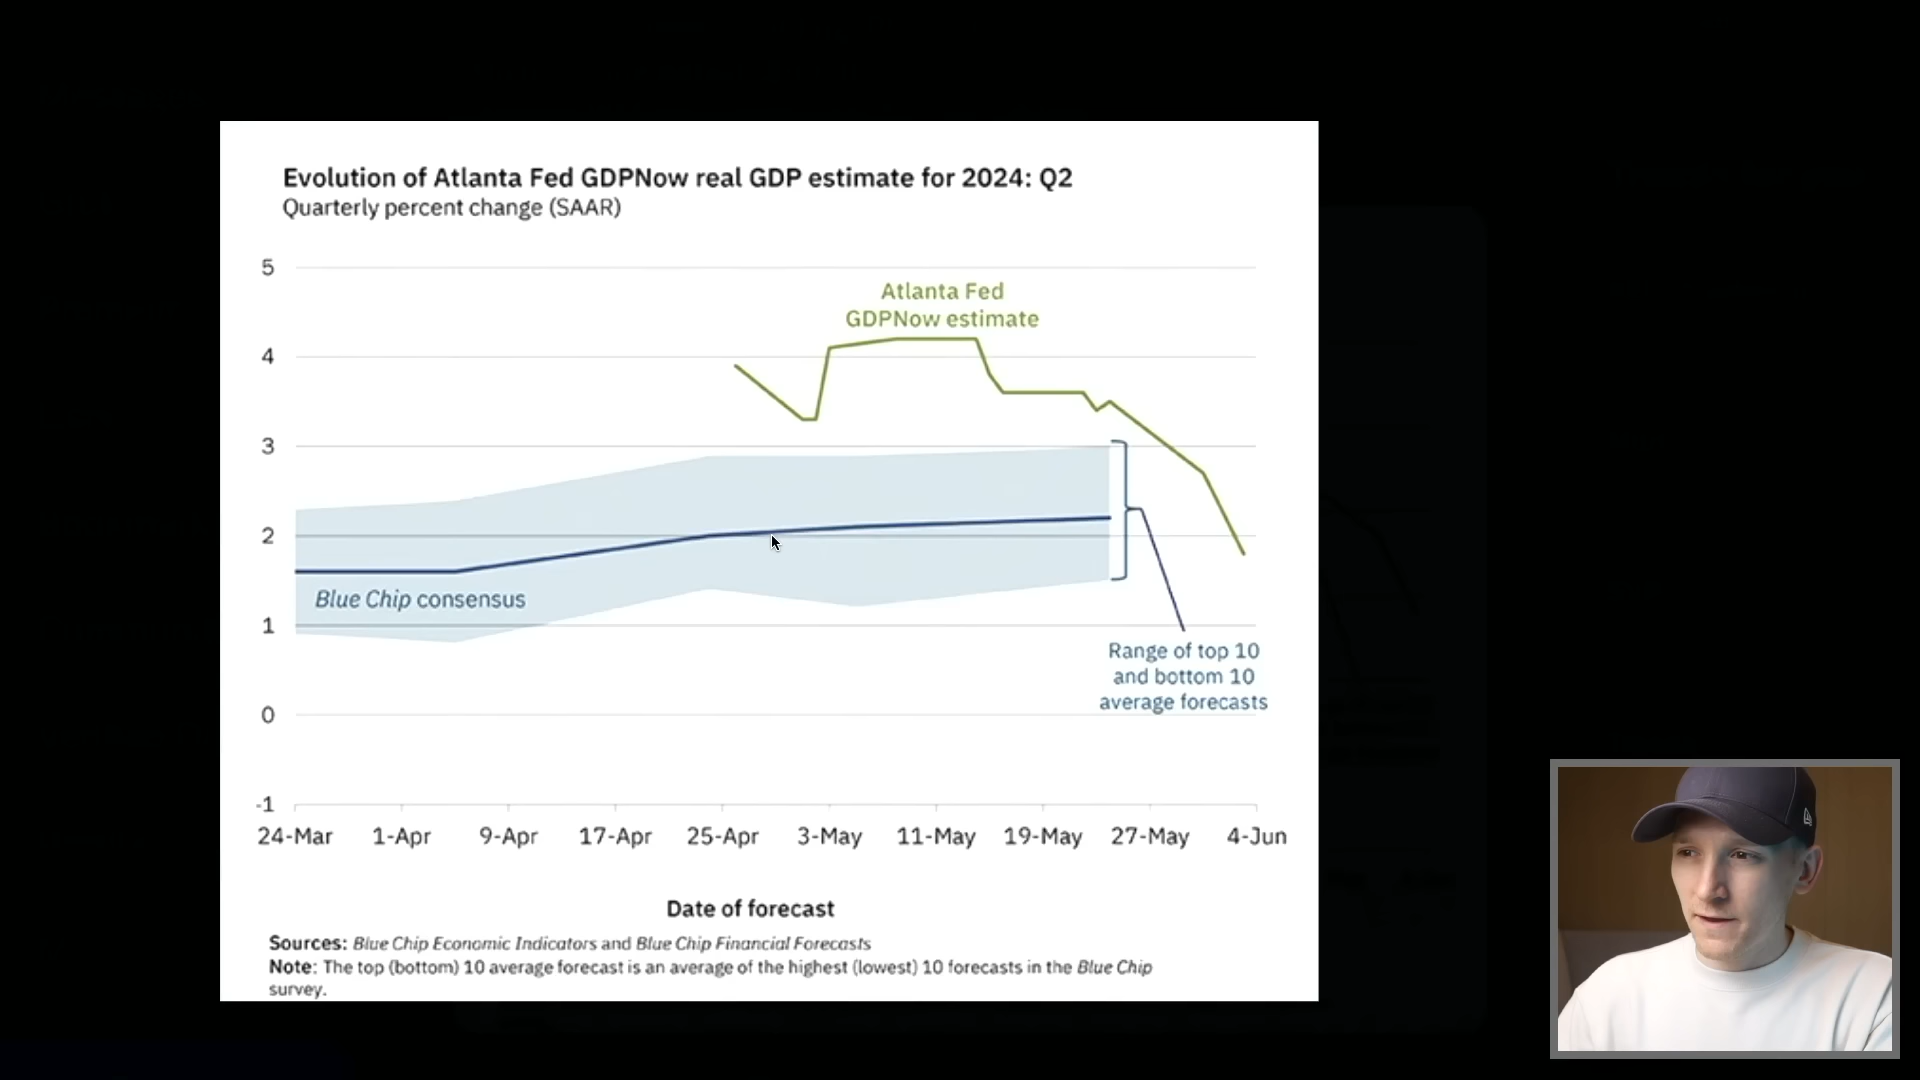 Evolution of Atlanta Fed GDPNow real GDP estimate for 2024: Q2
Quarterly percent change (SAAR)
5
4
3
2
1
0
-1
Atlanta Fed
GDPNow estimate
Blue Chip consensus
Range of top 10
and bottom 10
average forecasts
24-Mar 1-Apr 9-Apr 17-Apr 25-Apr 3-May 11-May 19-May 27-May 4-Jun
Date of forecast
Sources: Blue Chip Economic Indicators and Blue Chip Financial Forecasts
Note: The top (bottom) 10 average forecast is an average of the highest (lowest) 10 forecasts in the Blue Chip
survey.